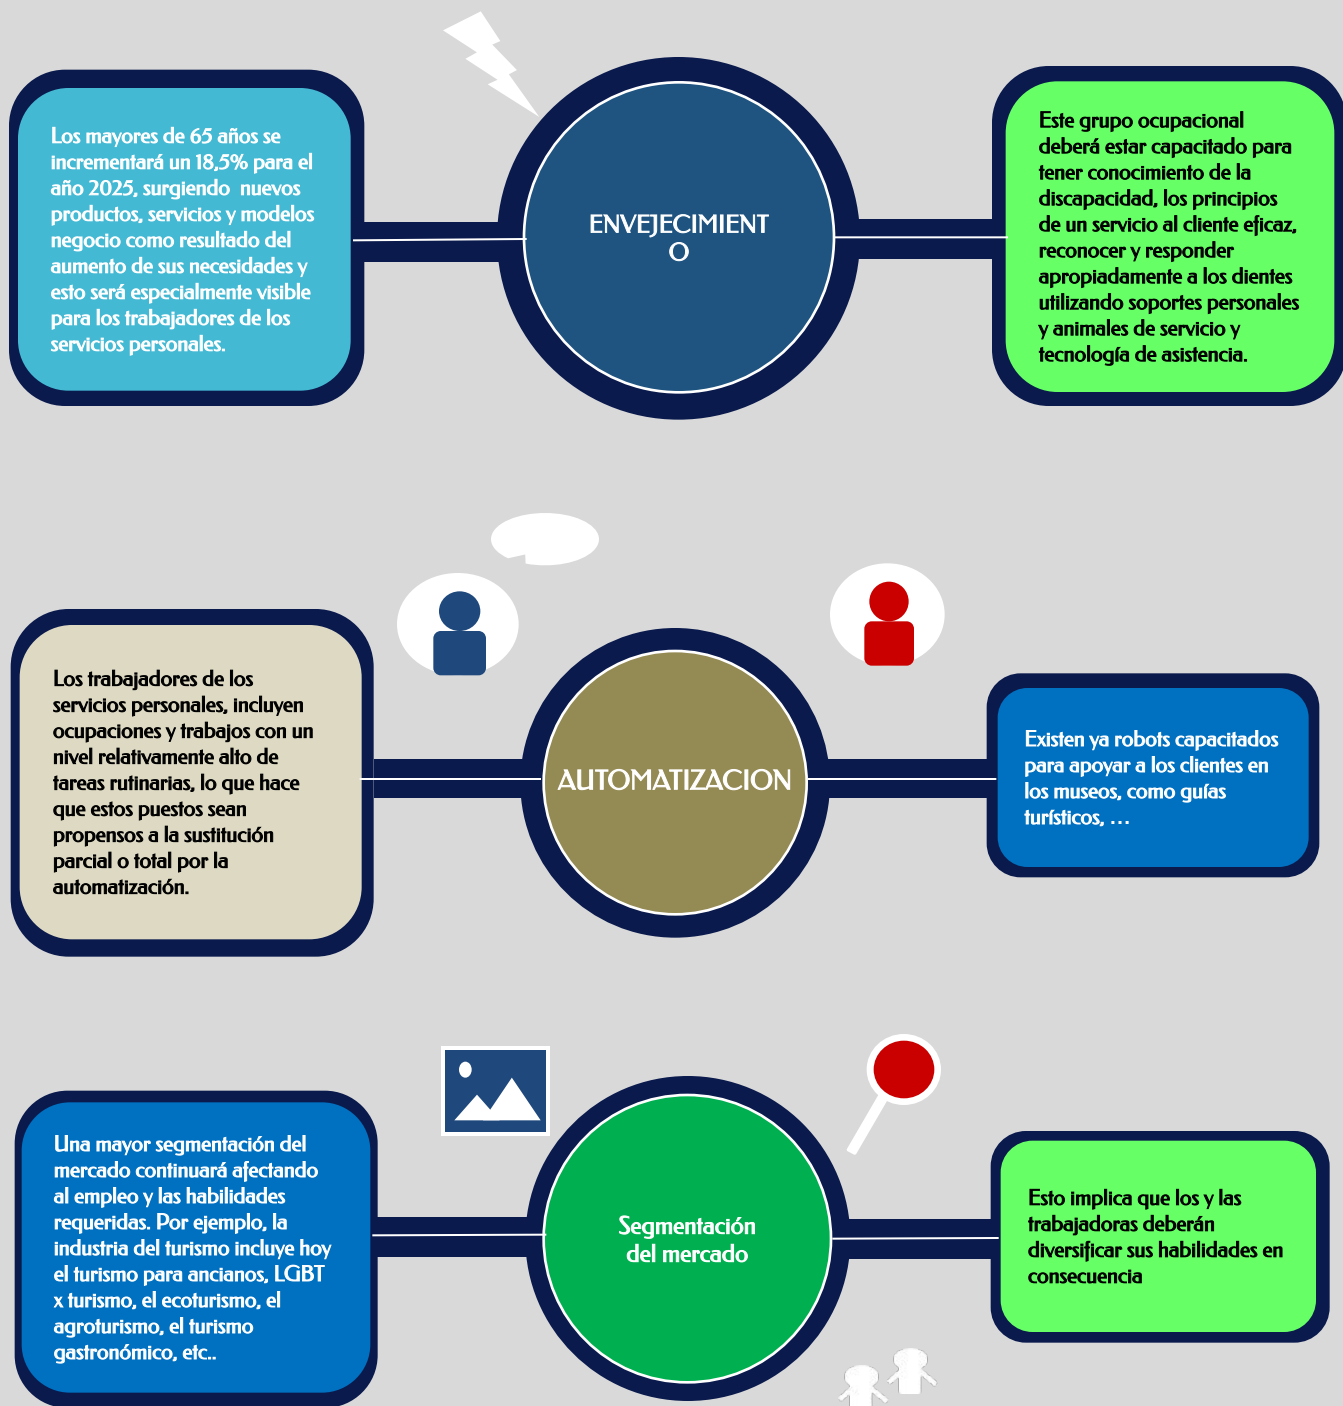 Los mayores de 65 años se
incrementará un 18,5% para el
año 2025, surgiendo nuevos
productos, servicios y modelos
negocio como resultado del
aumento de sus necesidades y
esto será especialmente visible
para los trabajadores de los
servicios personales.
ENVEJECIMIENT
O
Este grupo ocupacional
deberá estar capacitado para
tener conocimiento de la
discapacidad, los principios
de un servicio al cliente eficaz,
reconocer y responder
apropiadamente a los dientes
utilizando soportes personales
y animales de servicio y
tecnología de asistencia.
Los trabajadores de los
servicios personales, incluyen
ocupaciones y trabajos con un
nivel relativamente alto de
tareas rutinarias, lo que hace
que estos puestos sean
propensos a la sustitución
parcial o total por la
automatización.
AUTOMATIZACION
Existen ya robots capacitados
para apoyar a los clientes en
los museos, como guías
turísticos, ...
Una mayor segmentación del
mercado continuará afectando
al empleo y las habilidades
requeridas. Por ejemplo, la
industria del turismo incluye hoy
el turismo para ancianos, LGBT
x turismo, el ecoturismo, el
agroturismo, el turismo
gastronómico, etc..
Segmentación
del mercado
Esto implica que los y las
trabajadoras deberán
diversificar sus habilidades en
consecuencia